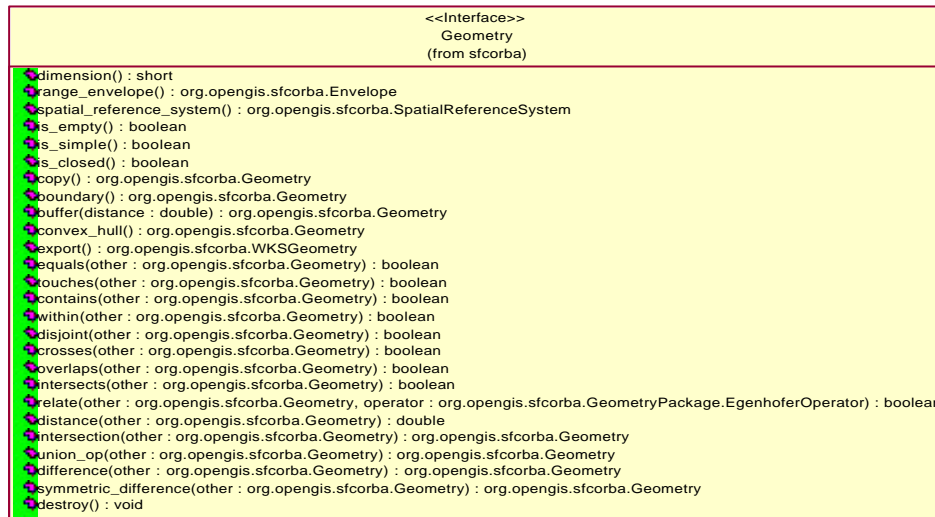 <<Interface>>
Geometry
(from sfcorba)
dimension() : short
range_envelope() : org.opengis.sfcorba.Envelope
spatial_reference_system() : org.opengis.sfcorba.SpatialReferenceSystem
is_empty() : boolean
is_simple() : boolean
is_closed() : boolean
copy() : org.opengis.sfcorba.Geometry
boundary() : org.opengis.sfcorba.Geometry
buffer(distance : double) : org.opengis.sfcorba.Geometry
convex_hull() : org.opengis.sfcorba.Geometry
export() : org.opengis.sfcorba.WKSGeometry
equals(other : org.opengis.sfcorba.Geometry) : boolean
touches(other : org.opengis.sfcorba.Geometry) : boolean
contains(other : org.opengis.sfcorba.Geometry) : boolean
within(other : org.opengis.sfcorba.Geometry) : boolean
disjoint(other : org.opengis.sfcorba.Geometry) : boolean
crosses(other : org.opengis.sfcorba.Geometry) : boolean
overlaps(other : org.opengis.sfcorba.Geometry) : boolean
intersects(other : org.opengis.sfcorba.Geometry) : boolean
relate(other : org.opengis.sfcorba.Geometry, operator : org.opengis.sfcorba.GeometryPackage.EgenhoferOperator) : boolean
distance(other : org.opengis.sfcorba.Geometry) : double
intersection(other : org.opengis.sfcorba.Geometry) : org.opengis.sfcorba.Geometry
union_op(other : org.opengis.sfcorba.Geometry) : org.opengis.sfcorba.Geometry
difference(other : org.opengis.sfcorba.Geometry) : org.opengis.sfcorba.Geometry
symmetric_difference(other : org.opengis.sfcorba.Geometry) : org.opengis.sfcorba.Geometry
destroy() : void